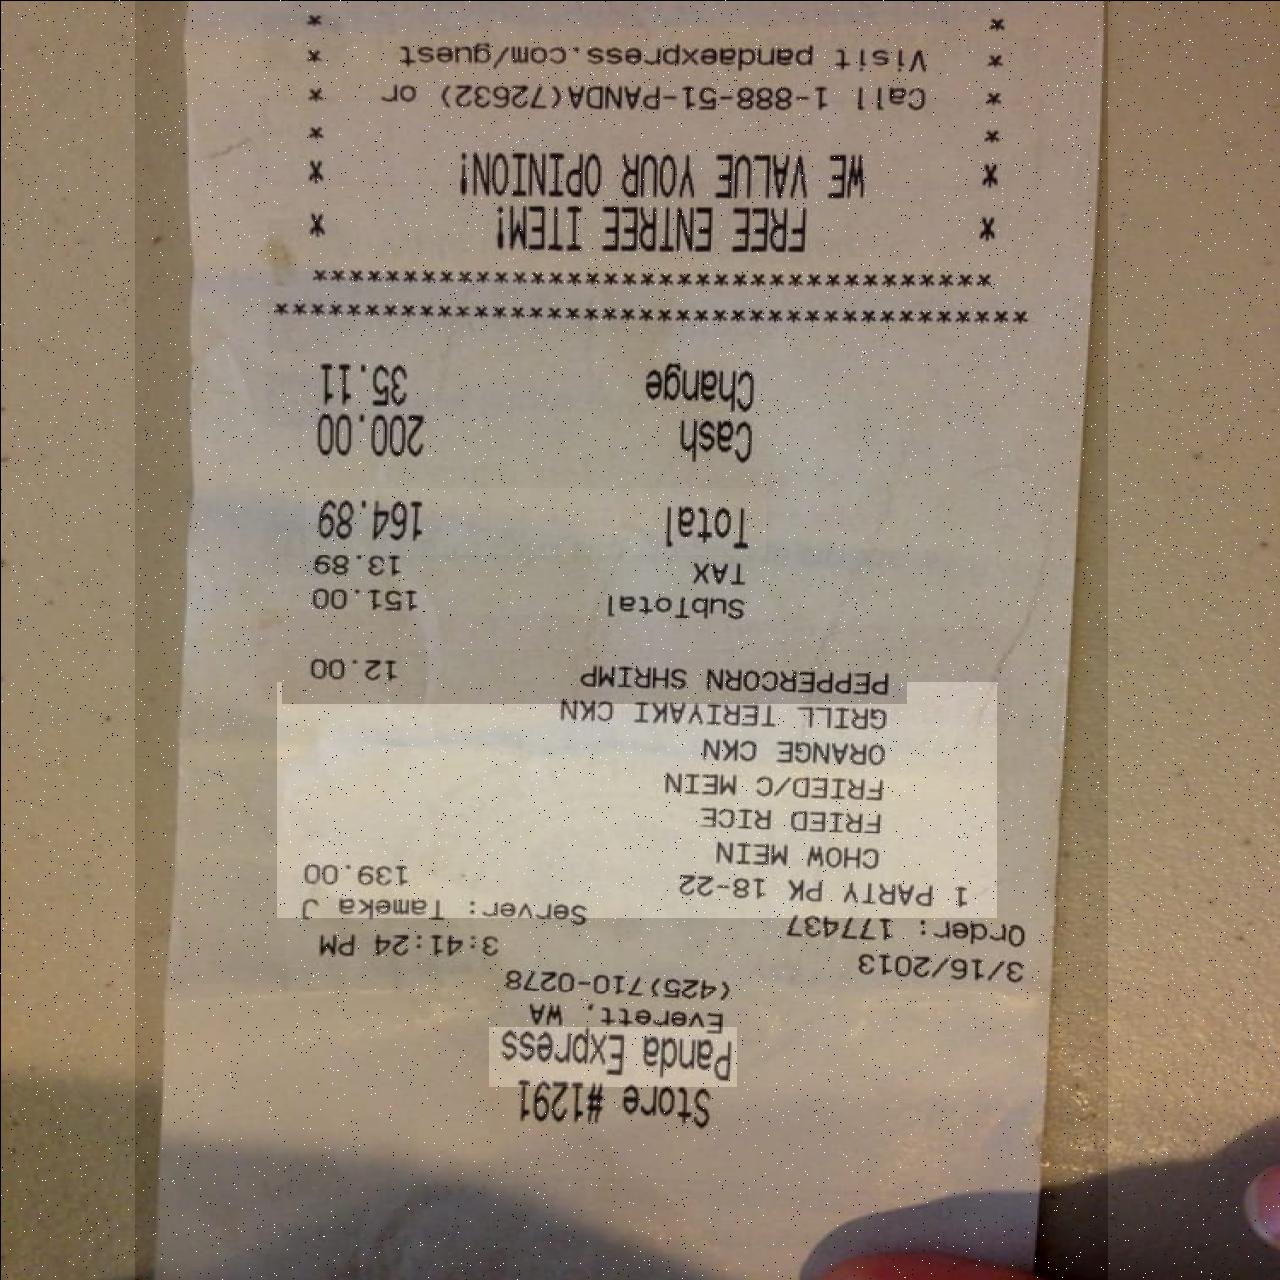 Store #1291
Panda Express
Everett, WA
(425)710-0278
3/16/2013 3:41:24 PM
Order: 177437 Server: Tameka J
1 PARTY PK 18-22 139.00
CHOW MEIN
FRIED RICE
FRIED/C MEIN
ORANGE CKN
GRILL TERIYAKI CKN
PEPPERCORN SHRIMP 12.00
SubTotal 151.00
TAX 13.89
Total 164.89
Cash 200.00
Change 35.11
******************************************
**************************************
* FREE ENTREE ITEM! *
* WE VALUE YOUR OPINION! *
* *
* Call 1-888-51-PANDA(72632) or *
* Visit pandaexpress.com/guest *
* *